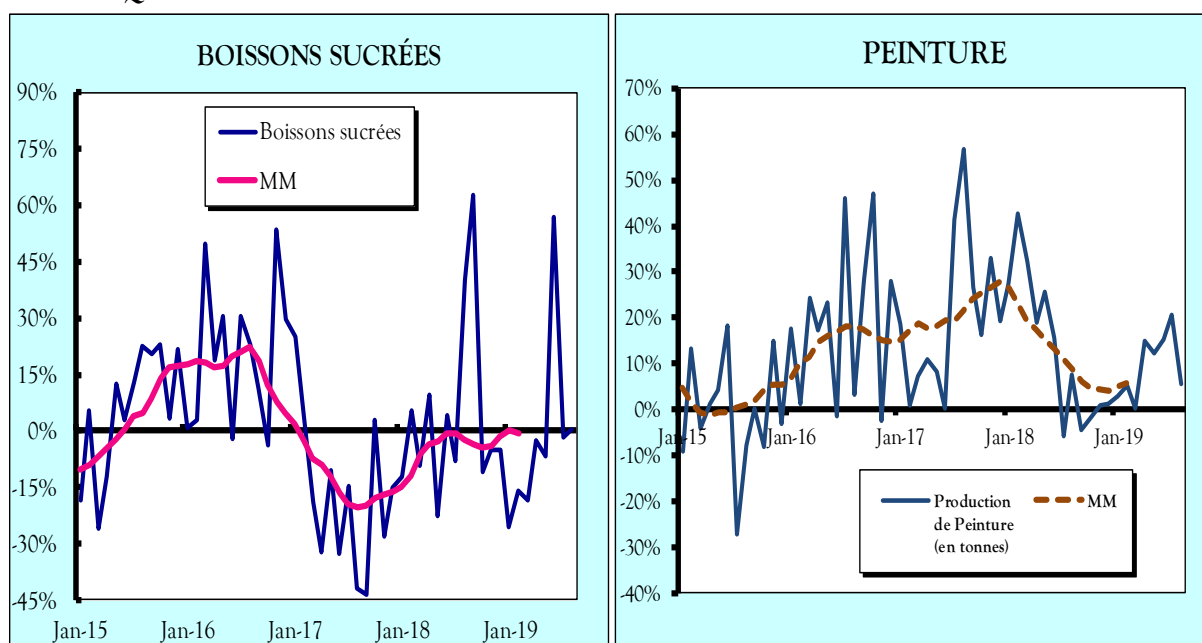 BOISSONS SUCRÉES
90%
75%
60%
45%
30%
15%
0%
-15%
-30%
-45%
Boissons sucrées
MM
Jan-15
Jan-16
Jan-17
Jan-18
Jan-19
PEINTURE
70%
60%
50%
40%
30%
20%
10%
0%
-10%
-20%
-30%
-40%
Jan-15
Jan-16
Jan-17
Jan-18
Jan-19
Production
de Peinture
(en tonnes)
MM